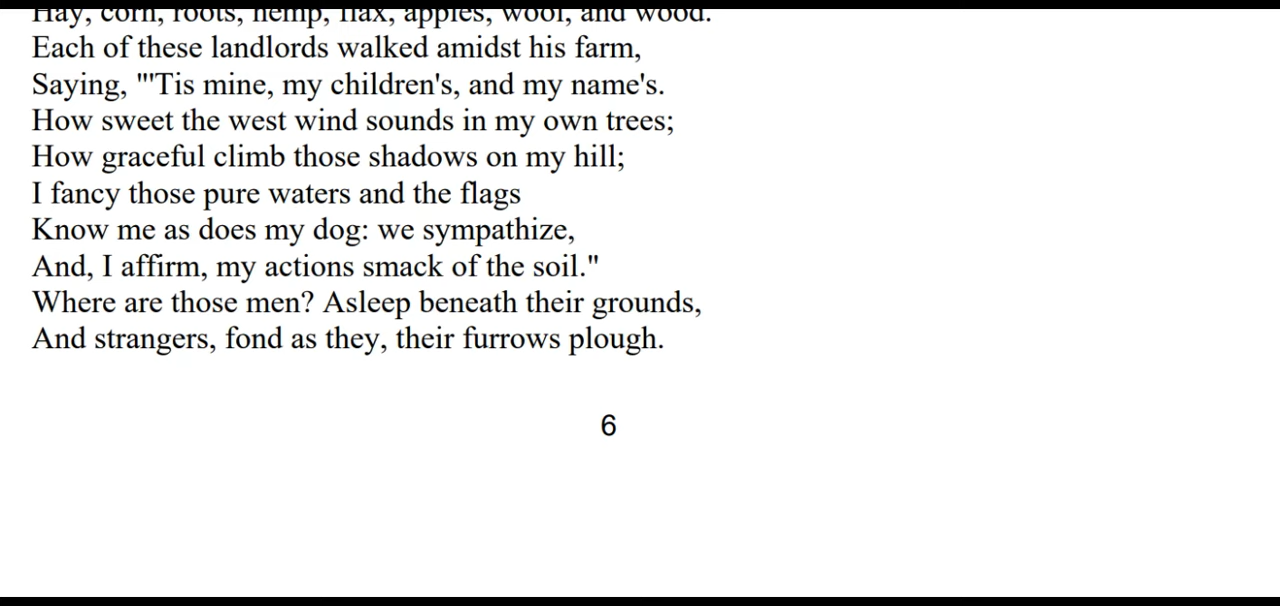 Hay, corn, roots, hemp, flax, apples, wool, and wood.
Each of these landlords walked amidst his farm,
Saying, "'Tis mine, my children's, and my name's.
How sweet the west wind sounds in my own trees;
How graceful climb those shadows on my hill;
I fancy those pure waters and the flags
Know me as does my dog: we sympathize,
And, I affirm, my actions smack of the soil."
Where are those men? Asleep beneath their grounds,
And strangers, fond as they, their furrows plough.
6